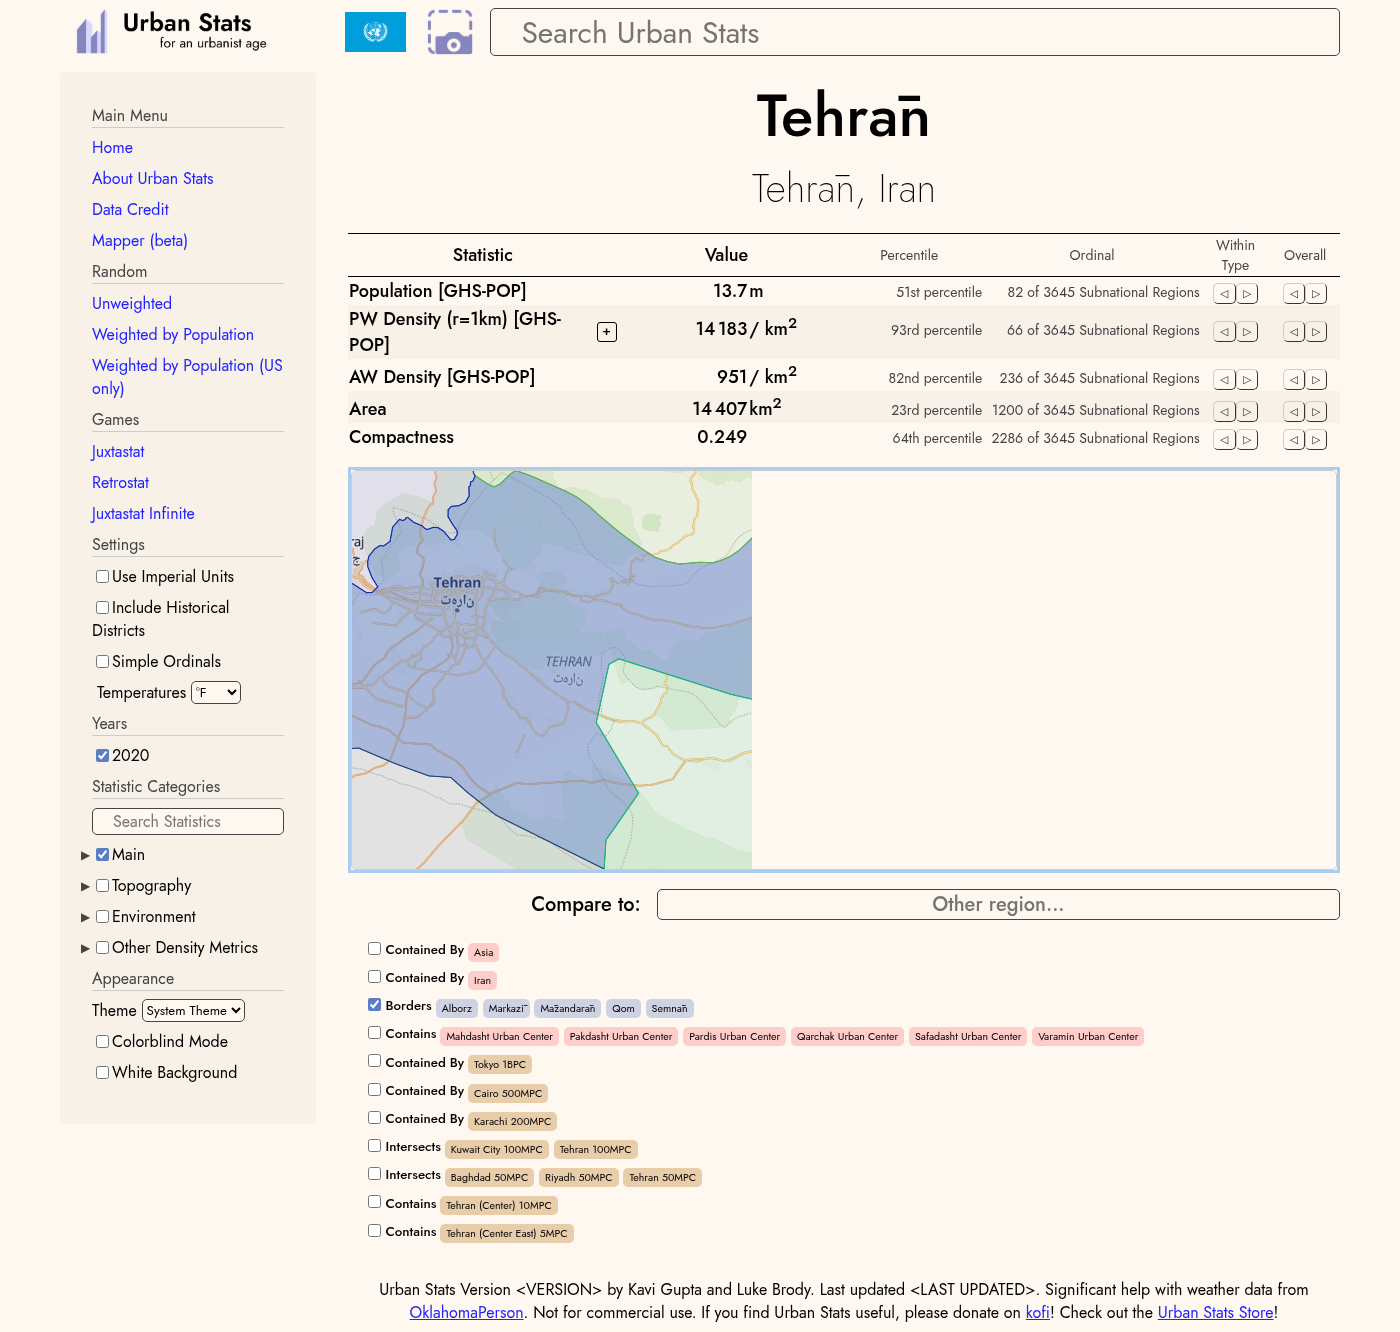 Urban Stats
for an urbanist age
Search Urban Stats
Main Menu
Home
About Urban Stats
Data Credit
Mapper (beta)
Random
Unweighted
Weighted by Population
Weighted by Population (US
only)
Games
Juxtastat
Retrostat
Juxtastat Infinite
Settings
Use Imperial Units
Include Historical
Districts
Simple Ordinals
Temperatures °F
Years
2020
Statistic Categories
Search Statistics
Main
Topography
Environment
Other Density Metrics
Appearance
Theme System Theme
Colorblind Mode
White Background
Tehran̄
Tehran̄, Iran
Statistic Value Percentile Ordinal Within Type Overall
Population [GHS-POP] 13.7 m 51st percentile 82 of 3645 Subnational Regions
PW Density (r=1km) [GHS-POP] + 14 183 / km² 93rd percentile 66 of 3645 Subnational Regions
AW Density [GHS-POP] 951 / km² 82nd percentile 236 of 3645 Subnational Regions
Area 14 407 km² 23rd percentile 1200 of 3645 Subnational Regions
Compactness 0.249 64th percentile 2286 of 3645 Subnational Regions
raj
ج
Tehran
تهران
TEHRAN
تهران
Compare to: Other region...
Contained By Asia
Contained By Iran
Borders Alborz Markazī Maz̄andaran̄ Qom Semnan̄
Contains Mahdasht Urban Center Pakdasht Urban Center Pardis Urban Center Qarchak Urban Center Safadasht Urban Center Varamin Urban Center
Contained By Tokyo 1BPC
Contained By Cairo 500MPC
Contained By Karachi 200MPC
Intersects Kuwait City 100MPC Tehran 100MPC
Intersects Baghdad 50MPC Riyadh 50MPC Tehran 50MPC
Contains Tehran (Center) 10MPC
Contains Tehran (Center East) 5MPC
Urban Stats Version <VERSION> by Kavi Gupta and Luke Brody. Last updated <LAST UPDATED>. Significant help with weather data from
OklahomaPerson. Not for commercial use. If you find Urban Stats useful, please donate on kofi! Check out the Urban Stats Store!